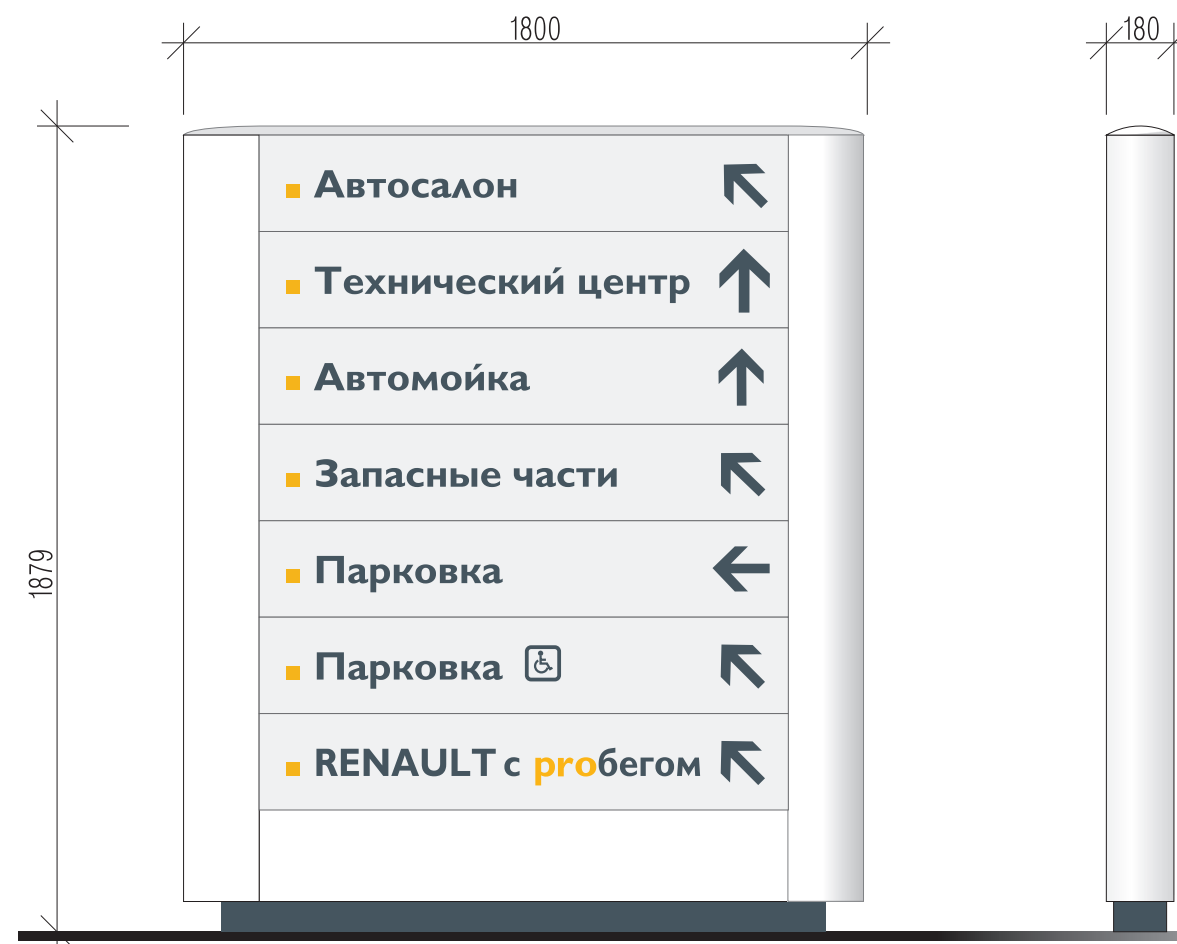 1800
180
1879
Автосалон
Технический центр
Автомойка
Запасные части
Парковка
Парковка
RENAULT с proбегом